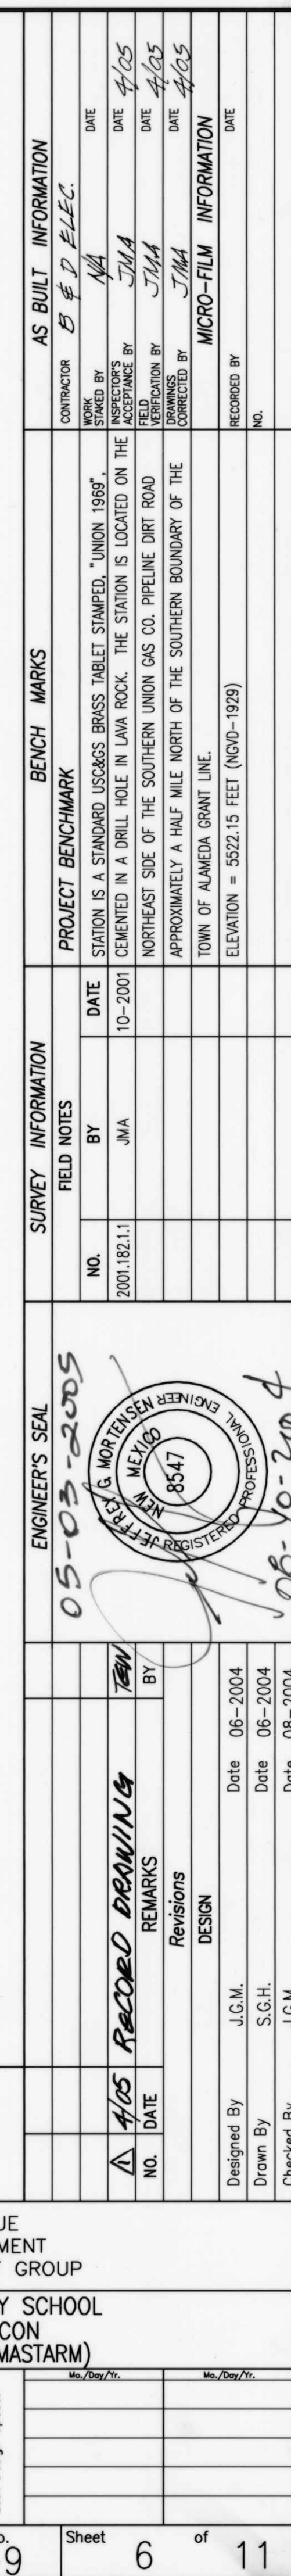 AS BUILT INFORMATION
CONTRACTOR B & D ELEC.
WORK STAKED BY NA DATE
INSPECTOR'S ACCEPTANCE BY JMA DATE 4/05
FIELD VERIFICATION BY JMA DATE 4/05
DRAWINGS CORRECTED BY JMA DATE 4/05
MICRO-FILM INFORMATION
RECORDED BY DATE
NO.
BENCH MARKS
PROJECT BENCHMARK
STATION IS A STANDARD USC&GS BRASS TABLET STAMPED, "UNION 1969",
CEMENTED IN A DRILL HOLE IN LAVA ROCK. THE STATION IS LOCATED ON THE
NORTHEAST SIDE OF THE SOUTHERN UNION GAS CO. PIPELINE DIRT ROAD
APPROXIMATELY A HALF MILE NORTH OF THE SOUTHERN BOUNDARY OF THE
TOWN OF ALAMEDA GRANT LINE.
ELEVATION = 5522.15 FEET (NGVD-1929)
SURVEY INFORMATION
FIELD NOTES
NO. BY DATE
2001.182.1.1 JMA 10-2001
ENGINEER'S SEAL
05-03-2005
JEFFREY G. MORTENSEN
NEW MEXICO
8547
REGISTERED PROFESSIONAL ENGINEER
1 4/05 RECORD DRAWING
NO. DATE REMARKS BY
Revisions
DESIGN
Designed By J.G.M. Date 06-2004
Drawn By S.G.H. Date 06-2004
Checked By J.G.M. Date 08-2004
UE
MENT
GROUP
Y SCHOOL
CON
MASTARM)
Mo./Day/Yr. Mo./Day/Yr.
9
Sheet 6 of 11